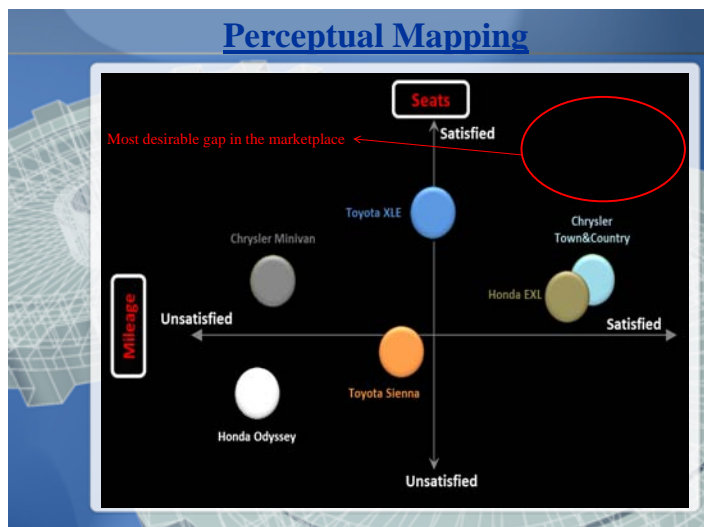 Perceptual Mapping
Seats
Most desirable gap in the marketplace
Satisfied
Toyota XLE
Chrysler
Town&Country
Chrysler Minivan
Honda EXL
Mileage
Unsatisfied
Satisfied
Toyota Sienna
Honda Odyssey
Unsatisfied